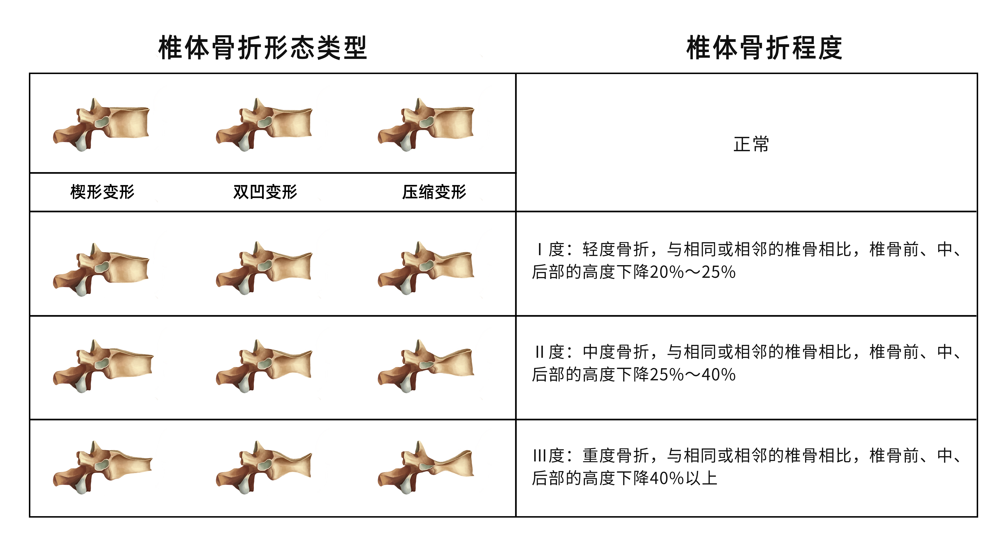 椎体骨折形态类型
椎体骨折程度
正常
楔形变形
双凹变形
压缩变形
Ⅰ度：轻度骨折，与相同或相邻的椎骨相比，椎骨前、中、
后部的高度下降20%～25%
Ⅱ度：中度骨折，与相同或相邻的椎骨相比，椎骨前、中、
后部的高度下降25%～40%
Ⅲ度：重度骨折，与相同或相邻的椎骨相比，椎骨前、中、
后部的高度下降40%以上